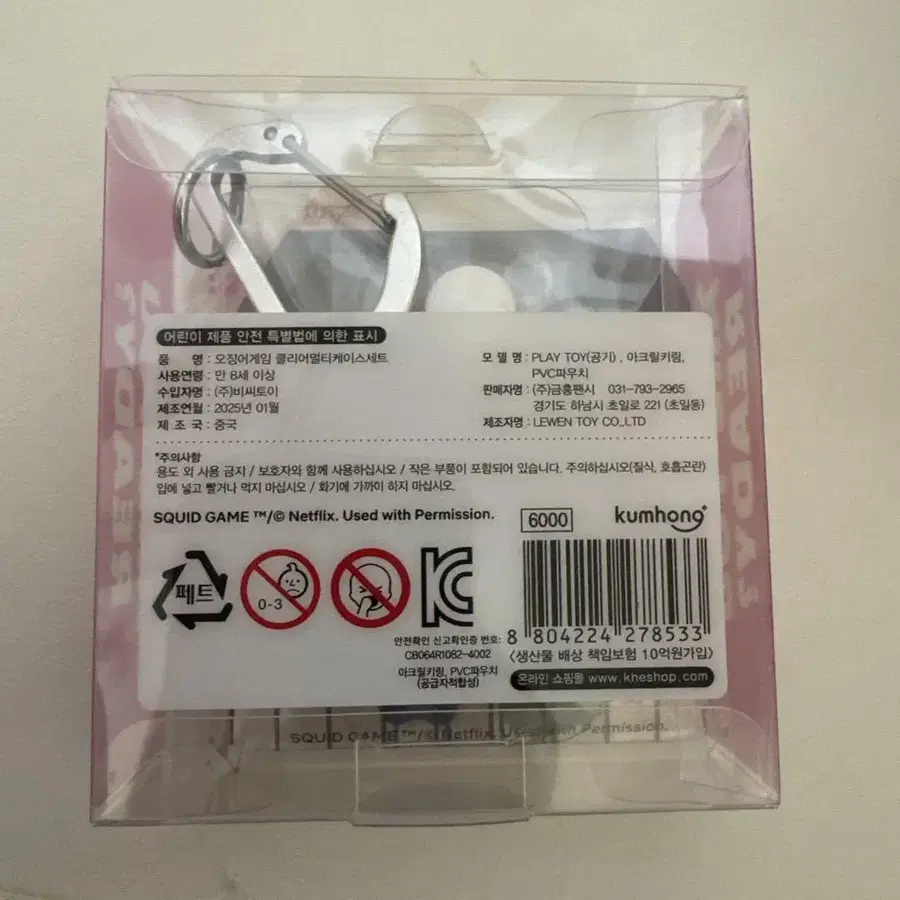 어린이 제품 안전 특별법에 의한 표시
품 명 : 오징어게임 클리어멀티케이스세트
사용연령 : 만 8세 이상
수입자명 : (주)비씨토이
제조연월 : 2025년 01월
제 조 국 : 중국
모 델 명 : PLAY TOY(공기) , 아크릴키링,
PVC파우치
판매자명 : (주)금홍팬시 031-793-2965
경기도 하남시 초일로 221 (초일동)
제조자명 : LEWEN TOY CO.,LTD
*주의사항
용도 외 사용 금지 / 보호자와 함께 사용하십시오 / 작은 부품이 포함되어 있습니다. 주의하십시오(질식, 호흡곤란)
입에 넣고 빨거나 먹지 마십시오 / 화기에 가까이 하지 마십시오.
SQUID GAME ™/© Netflix. Used with Permission.
6000
kumhong
페트
0-3
안전확인 신고확인증 번호:
CB064R1082-4002
아크릴키링, PVC파우치
(공급자적합성)
8 804224 278533
〈생산물 배상 책임보험 10억원가입〉
온라인 쇼핑몰 www.kheshop.com
SQUID GAME ™/© Netflix. Used with Permission.